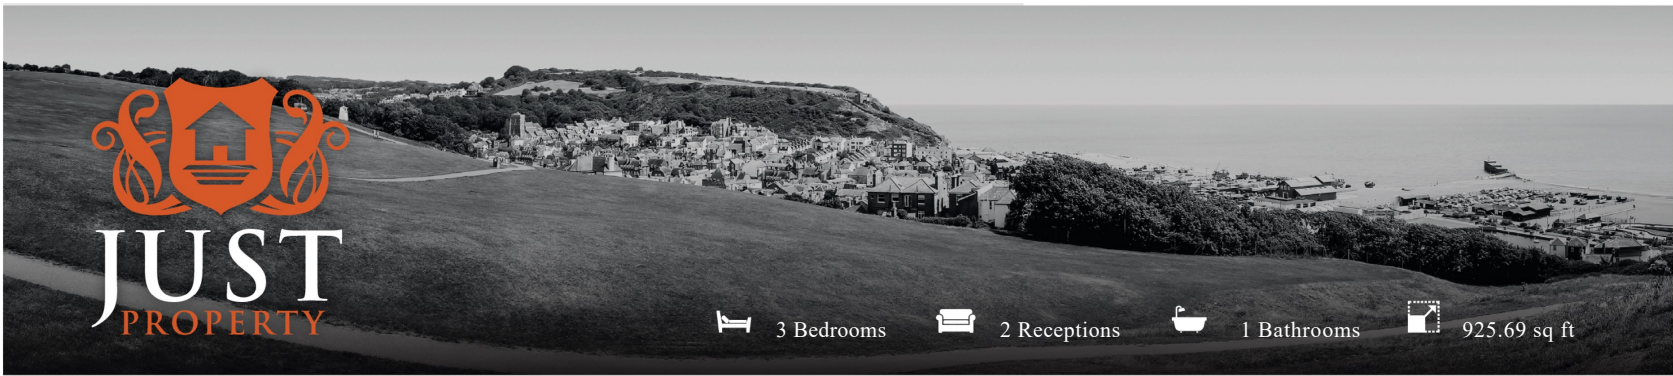 JUST
PROPERTY
3 Bedrooms
2 Receptions
1 Bathrooms
925.69 sq ft